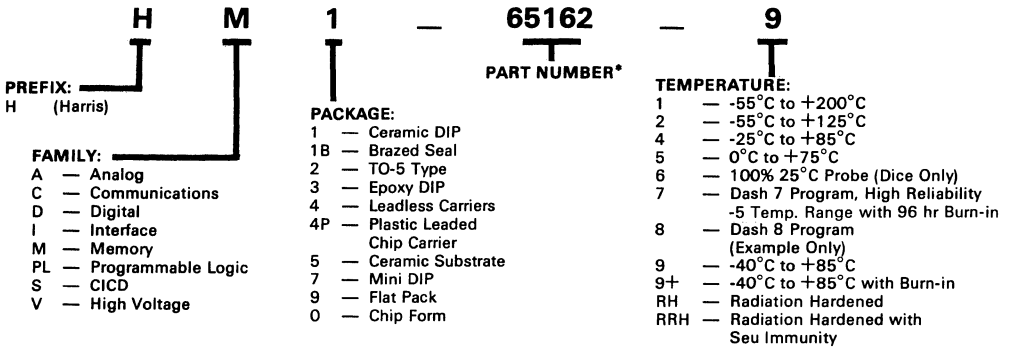 H M 1 – 65162 – 9
PREFIX:
H (Harris)
FAMILY:
A — Analog
C — Communications
D — Digital
I — Interface
M — Memory
PL — Programmable Logic
S — CICD
V — High Voltage
PACKAGE:
1 — Ceramic DIP
1B — Brazed Seal
2 — TO-5 Type
3 — Epoxy DIP
4 — Leadless Carriers
4P — Plastic Leaded
Chip Carrier
5 — Ceramic Substrate
7 — Mini DIP
9 — Flat Pack
0 — Chip Form
PART NUMBER*
TEMPERATURE:
1 — -55°C to +200°C
2 — -55°C to +125°C
4 — -25°C to +85°C
5 — 0°C to +75°C
6 — 100% 25°C Probe (Dice Only)
7 — Dash 7 Program, High Reliability
-5 Temp. Range with 96 hr Burn-in
8 — Dash 8 Program
(Example Only)
9 — -40°C to +85°C
9+ — -40°C to +85°C with Burn-in
RH — Radiation Hardened
RRH — Radiation Hardened with
Seu Immunity